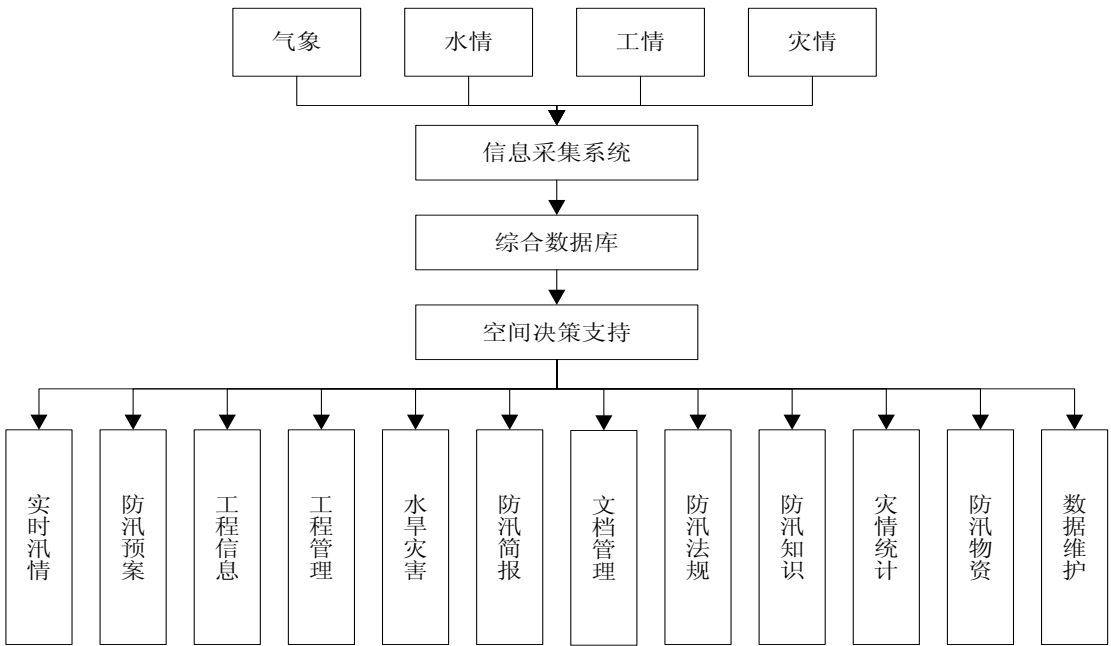 气象
水情
工情
灾情
信息采集系统
综合数据库
空间决策支持
实时汛情
防汛预案
工程信息
工程管理
水旱灾害
防汛简报
文档管理
防汛法规
防汛知识
灾情统计
防汛物资
数据维护